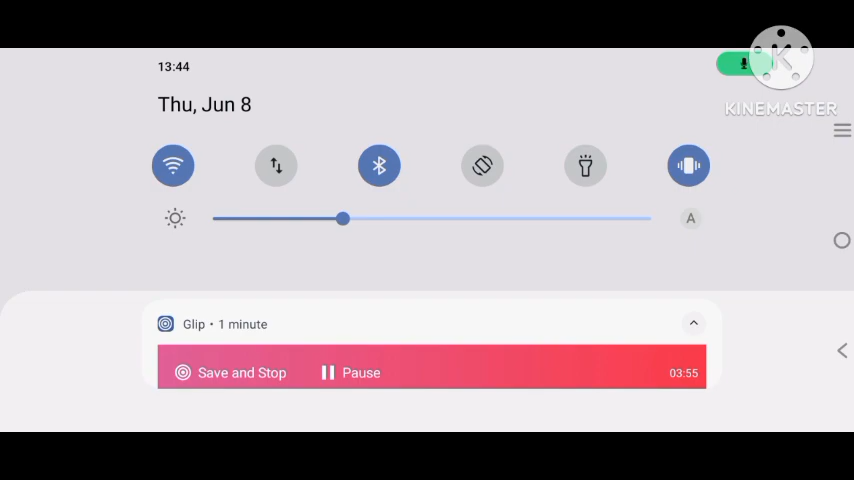 13:44
KINEMASTER
Thu, Jun 8
A
Glip • 1 minute
Save and Stop Pause 03:55